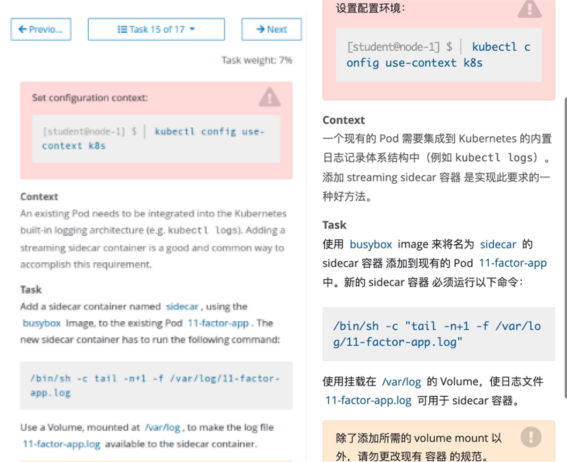 Previo...
Task 15 of 17
Next
Task weight: 7%
Set configuration context:
[student@node-1] $ | kubectl config use-
context k8s
Context
An existing Pod needs to be integrated into the Kubernetes
built-in logging architecture (e.g. kubectl logs). Adding a
streaming sidecar container is a good and common way to
accomplish this requirement.
Task
Add a sidecar container named sidecar , using the
busybox Image, to the existing Pod 11-factor-app . The
new sidecar container has to run the following command:
/bin/sh -c tail -n+1 -f /var/log/11-factor-
app.log
Use a Volume, mounted at /var/log , to make the log file
11-factor-app.log available to the sidecar container.
设置配置环境：
[student@node-1] $ | kubectl c
onfig use-context k8s
Context
一个现有的 Pod 需要集成到 Kubernetes 的内置
日志记录体系结构中（例如 kubectl logs）。
添加 streaming sidecar 容器 是实现此要求的一
种好方法。
Task
使用 busybox image 来将名为 sidecar 的
sidecar 容器 添加到现有的 Pod 11-factor-app
中。新的 sidecar 容器 必须运行以下命令：
/bin/sh -c "tail -n+1 -f /var/lo
g/11-factor-app.log"
使用挂载在 /var/log 的 Volume，使日志文件
11-factor-app.log 可用于 sidecar 容器。
除了添加所需的 volume mount 以
外，请勿更改现有 容器 的规范。